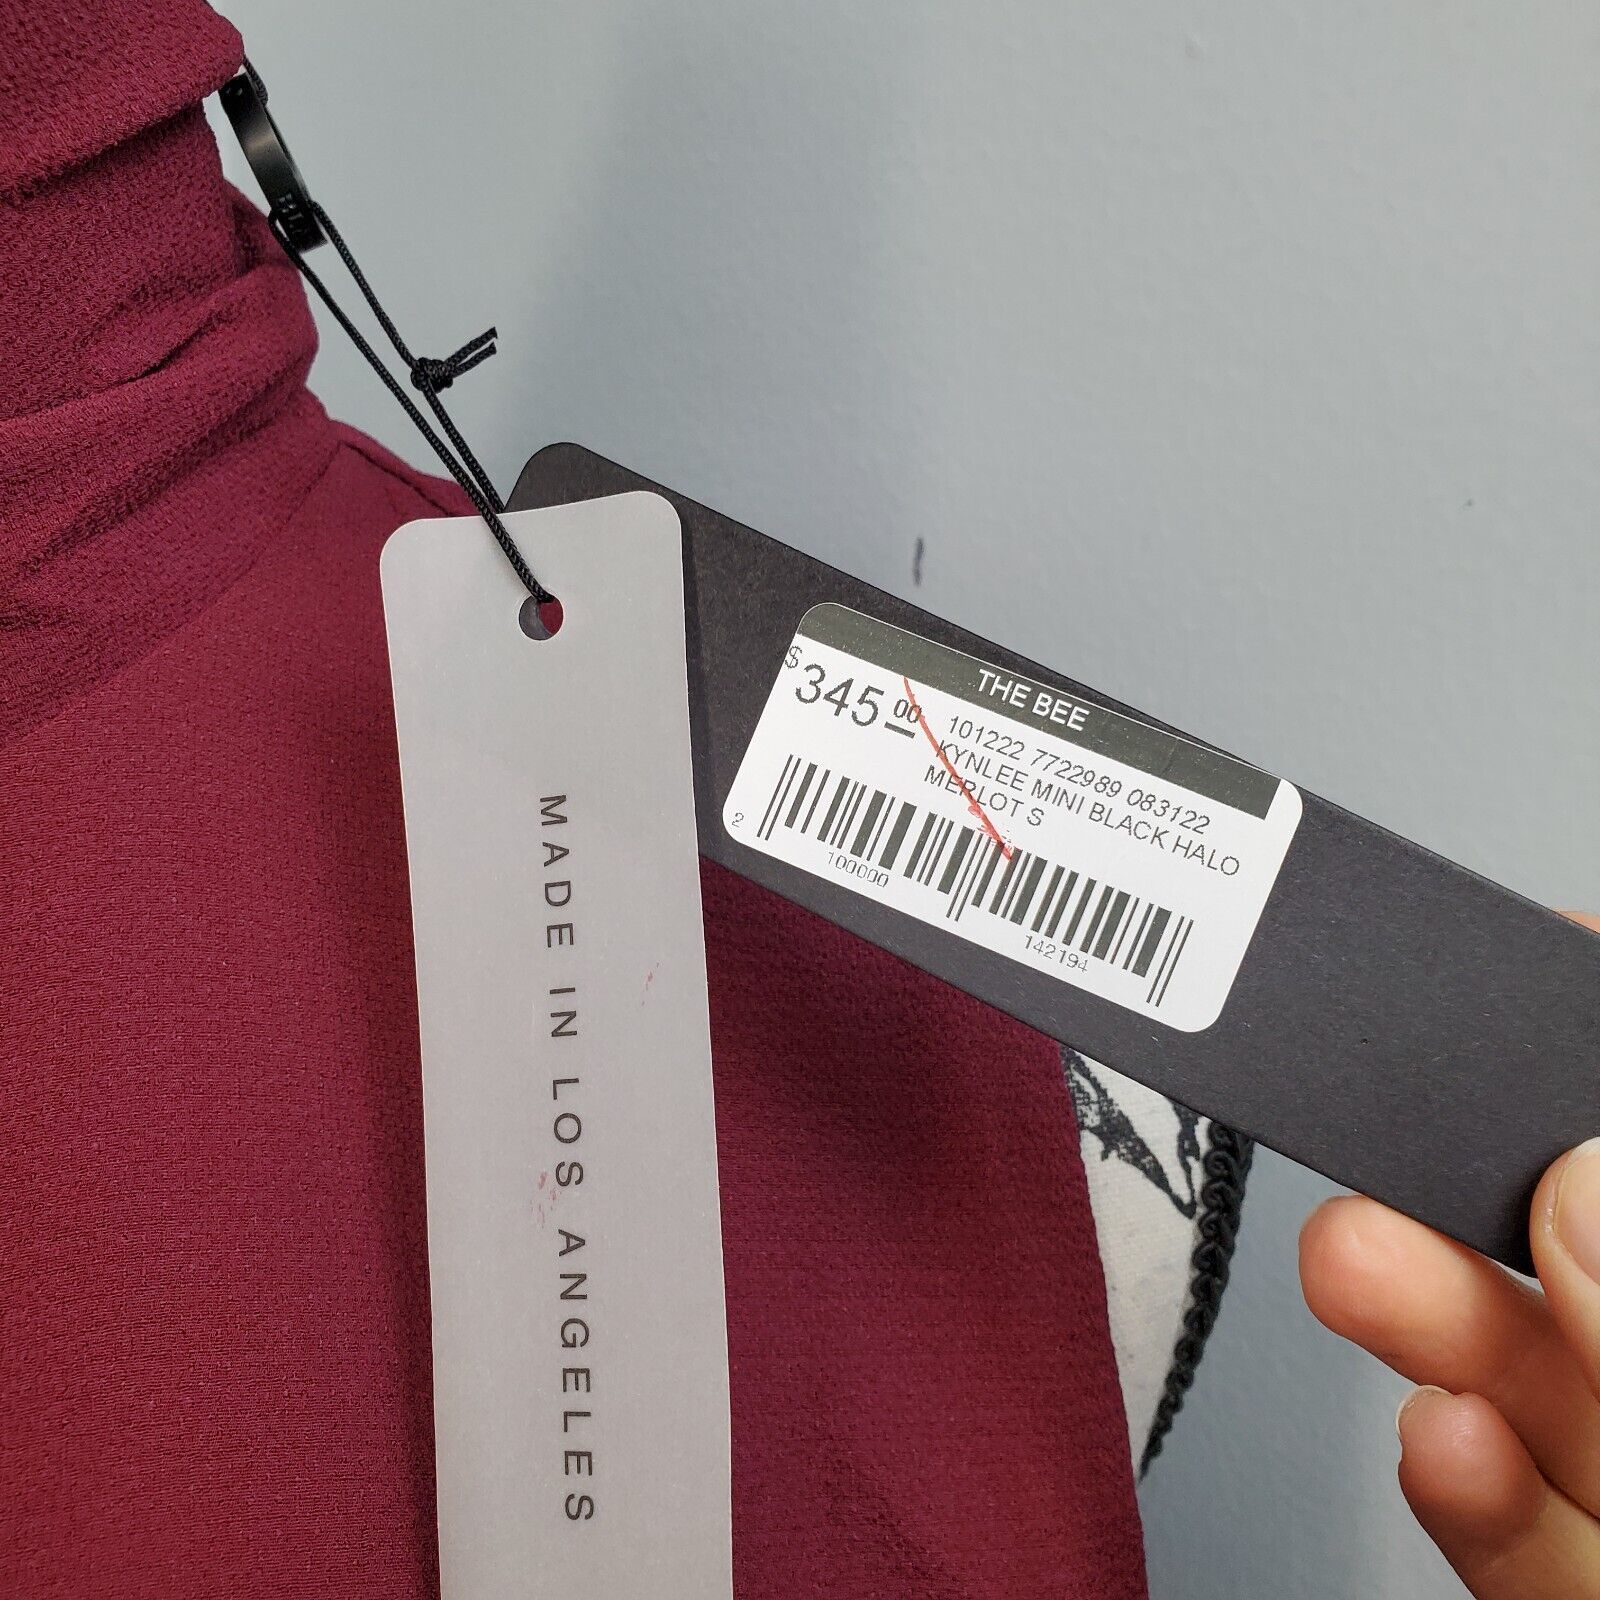 MADE IN LOS ANGELES
THE BEE
$345.00
101222 7722989 083122
KYNLEE MINI BLACK HALO
MERLOT S
2 100000 142194